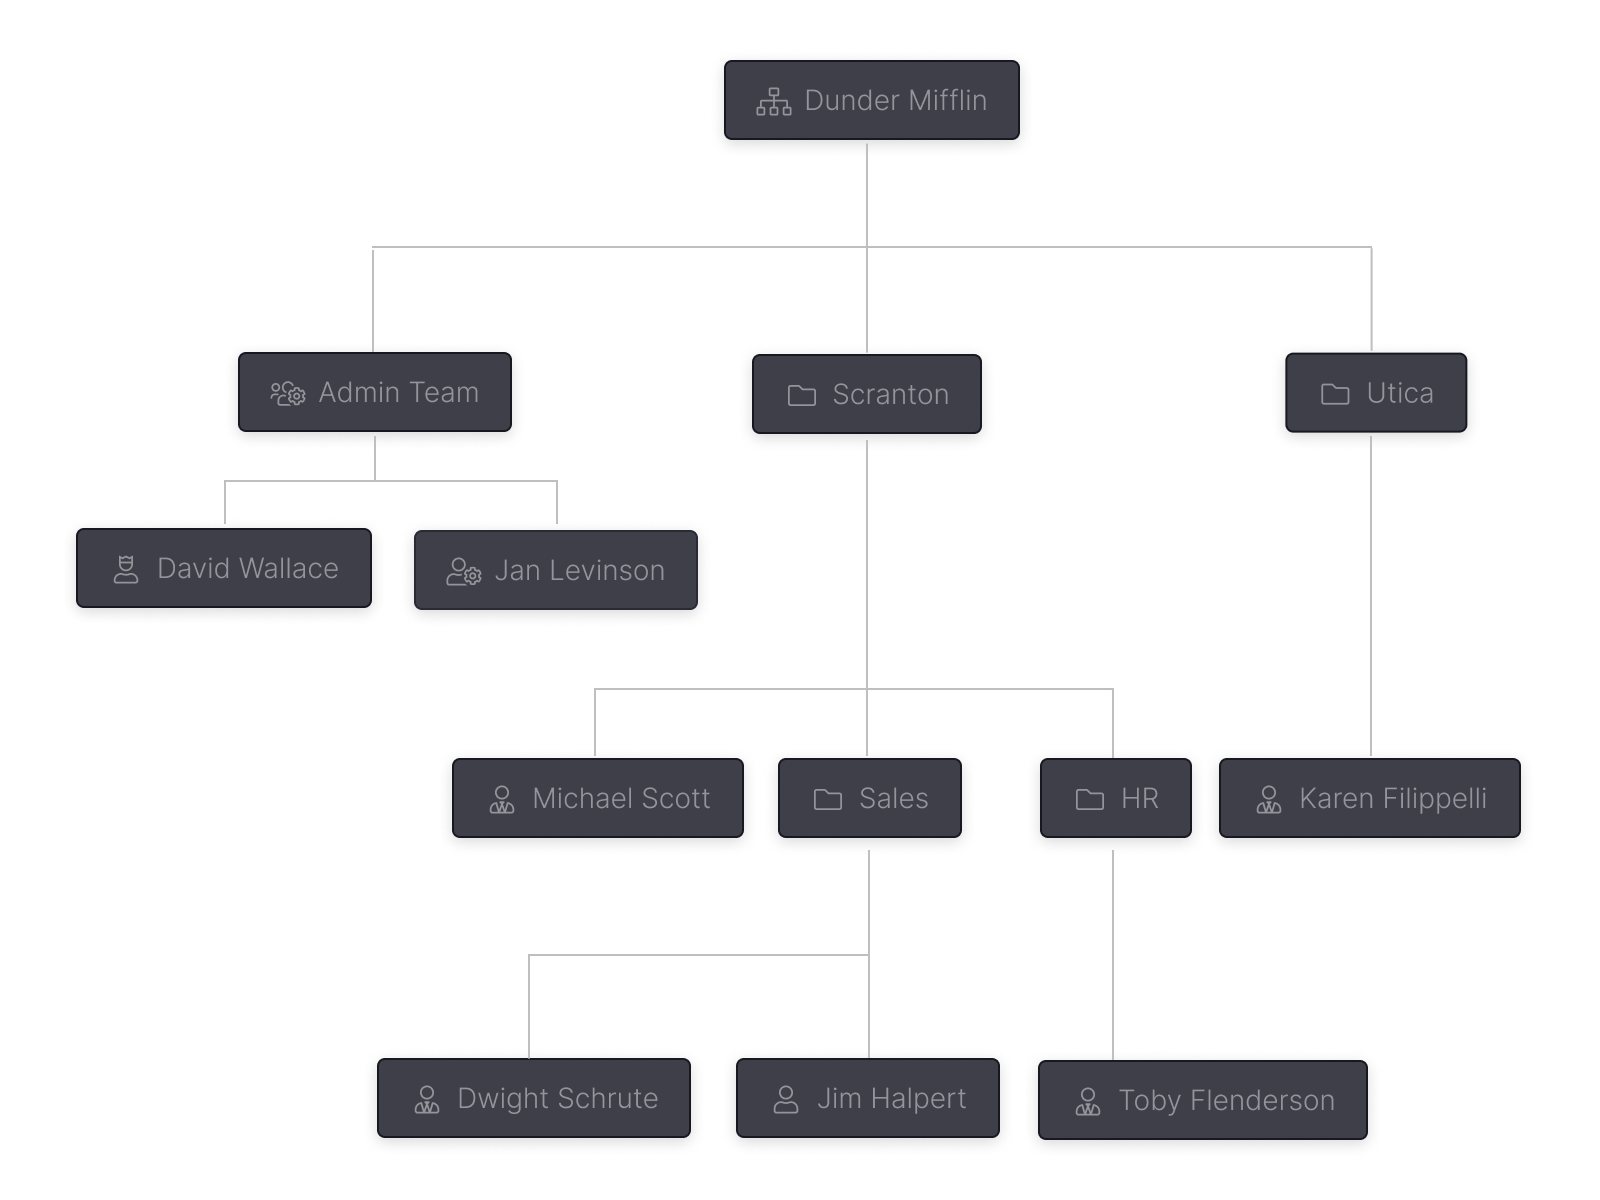 Dunder Mifflin
Admin Team
Scranton
Utica
David Wallace
Jan Levinson
Michael Scott
Sales
HR
Karen Filippelli
Dwight Schrute
Jim Halpert
Toby Flenderson